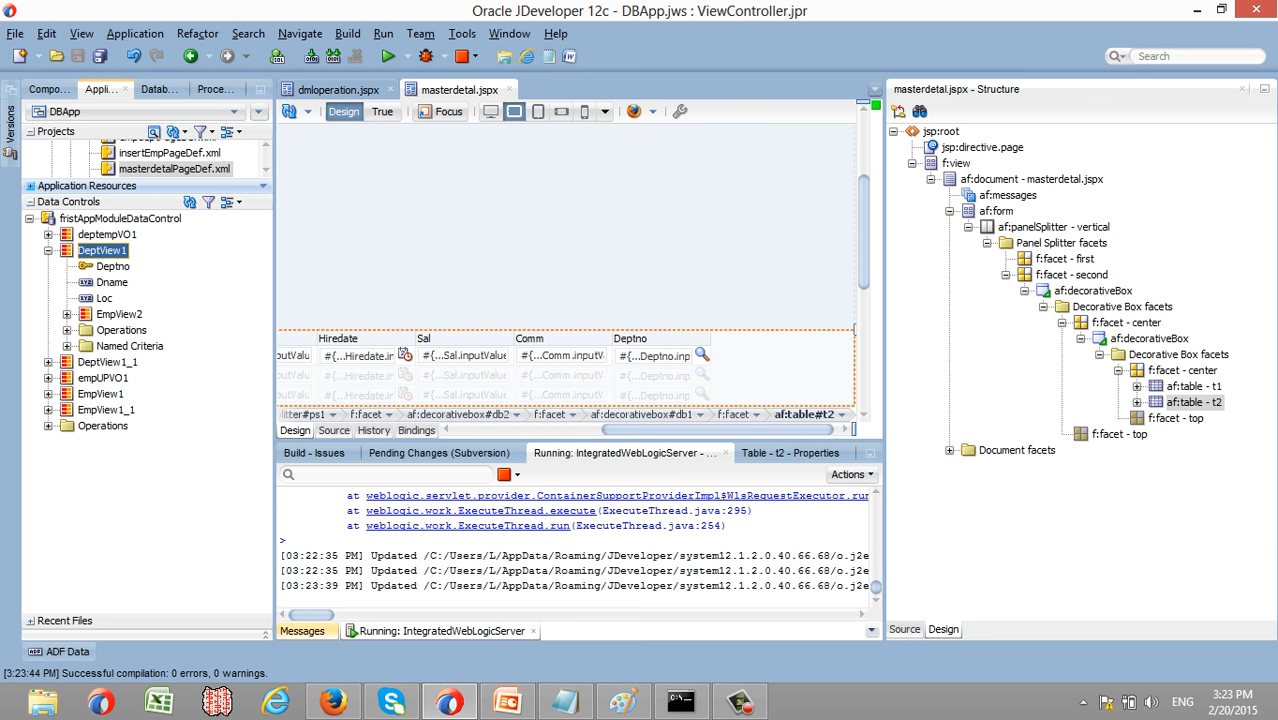 Oracle JDeveloper 12c - DBApp.jws : ViewController.jpr
File Edit View Application Refactor Search Navigate Build Run Team Tools Window Help
Search
Compo... Appli... Datab... Proce...
DBApp
Projects
insertEmpPageDef.xml
masterdetalPageDef.xml
Application Resources
Data Controls
fristAppModuleDataControl
deptempVO1
DeptView1
Deptno
Dname
Loc
EmpView2
Operations
Named Criteria
DeptView1_1
empUPVO1
EmpView1
EmpView1_1
Operations
Recent Files
ADF Data
Versions
dmloperation.jspx masterdetal.jspx
Design True Focus
Hiredate Sal Comm Deptno
putValu #{...Hiredate.ir #{...Sal.inputValue #{...Comm.inputV #{...Deptno.inp
litter#ps1 f:facet af:decorativebox#db2 f:facet af:decorativebox#db1 f:facet af:table#t2
Design Source History Bindings
Build - Issues Pending Changes (Subversion) Running: IntegratedWebLogicServer - ... Table - t2 - Properties
Actions
at weblogic.servlet.provider.ContainerSupportProviderImpl$WlsRequestExecutor.run
at weblogic.work.ExecuteThread.execute(ExecuteThread.java:295)
at weblogic.work.ExecuteThread.run(ExecuteThread.java:254)
>
[03:22:35 PM] Updated /C:/Users/L/AppData/Roaming/JDeveloper/system12.1.2.0.40.66.68/o.j2e
[03:22:35 PM] Updated /C:/Users/L/AppData/Roaming/JDeveloper/system12.1.2.0.40.66.68/o.j2e
[03:23:39 PM] Updated /C:/Users/L/AppData/Roaming/JDeveloper/system12.1.2.0.40.66.68/o.j2e
Messages Running: IntegratedWebLogicServer
masterdetal.jspx - Structure
jsp:root
jsp:directive.page
f:view
af:document - masterdetal.jspx
af:messages
af:form
af:panelSplitter - vertical
Panel Splitter facets
f:facet - first
f:facet - second
af:decorativeBox
Decorative Box facets
f:facet - center
af:decorativeBox
Decorative Box facets
f:facet - center
af:table - t1
af:table - t2
f:facet - top
f:facet - top
Document facets
Source Design
[3:23:44 PM] Successful compilation: 0 errors, 0 warnings.
ENG
3:23 PM
2/20/2015